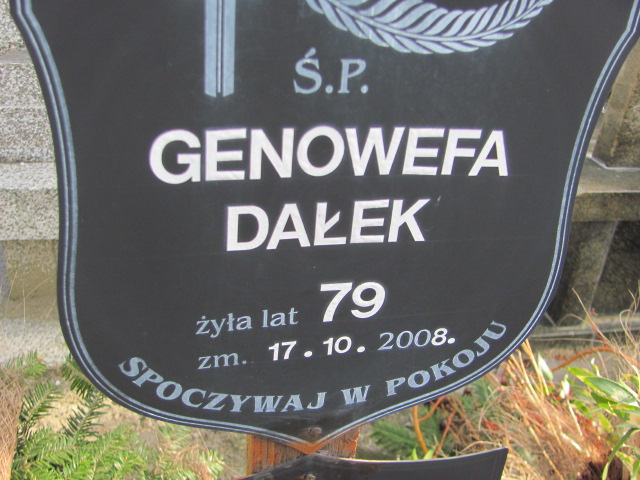 Ś.P.
GENOWEFA
DAŁEK
żyła lat 79
zm. 17.10.2008.
SPOCZYWAJ W POKOJU